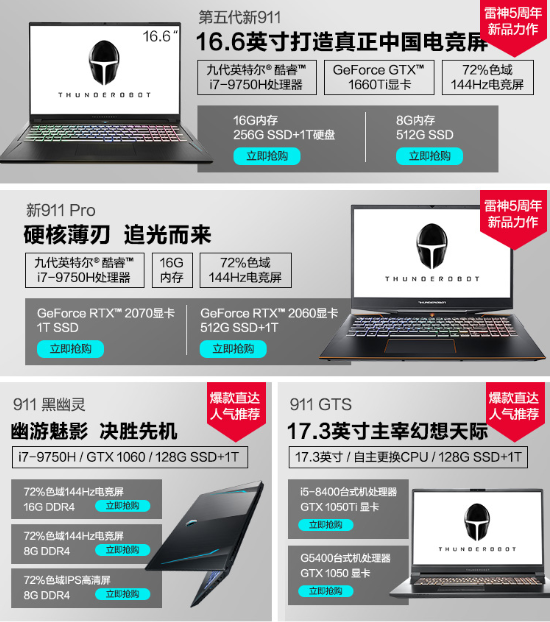 第五代新911
雷神5周年
新品力作
16.6英寸打造真正中国电竞屏
16.6“
THUNDEROBOT
九代英特尔® 酷睿™
i7-9750H处理器
GeForce GTX™
1660Ti显卡
72%色域
144Hz电竞屏
16G内存
256G SSD+1T硬盘
立即抢购
8G内存
512G SSD
立即抢购
新911 Pro
雷神5周年
新品力作
硬核薄刃 追光而来
九代英特尔® 酷睿™
i7-9750H处理器
16G
内存
72%色域
144Hz电竞屏
THUNDEROBOT
GeForce RTX™ 2070显卡
1T SSD
立即抢购
GeForce RTX™ 2060显卡
512G SSD+1T
立即抢购
911 黑幽灵
爆款直达
人气推荐
幽游魅影 决胜先机
i7-9750H / GTX 1060 / 128G SSD+1T
72%色域144Hz电竞屏
16G DDR4
立即抢购
72%色域144Hz电竞屏
8G DDR4
立即抢购
72%色域IPS高清屏
8G DDR4
立即抢购
911 GTS
爆款直达
人气推荐
17.3英寸主宰幻想天际
17.3英寸 / 自主更换CPU / 128G SSD+1T
i5-8400台式机处理器
GTX 1050Ti 显卡
立即抢购
G5400台式机处理器
GTX 1050 显卡
立即抢购
THUNDEROBOT